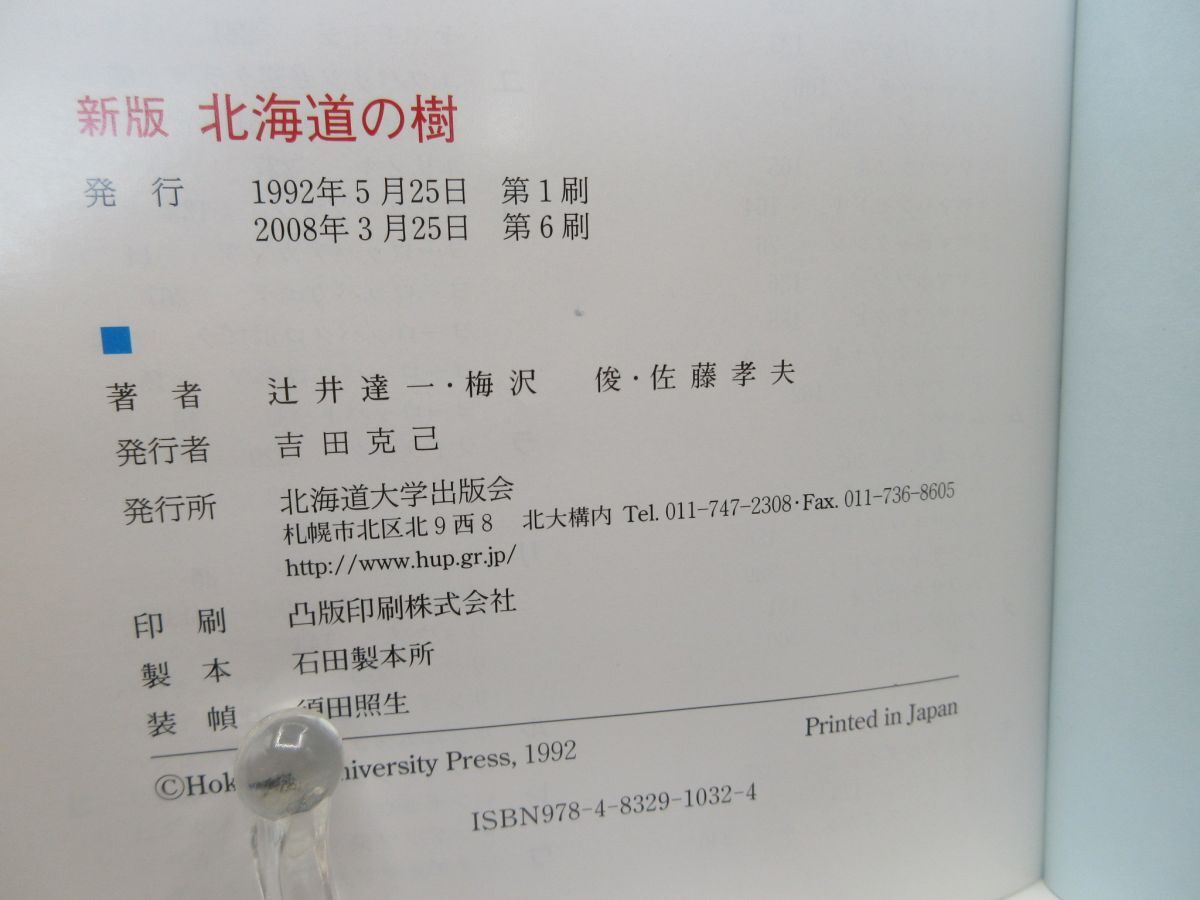 新版 北海道の樹
発 行 1992年5月25日 第1刷
2008年3月25日 第6刷
著 者 辻井達一・梅沢 俊・佐藤孝夫
発行者 吉田克己
発行所 北海道大学出版会
札幌市北区北9西8 北大構内 Tel. 011-747-2308・Fax. 011-736-8605
http://www.hup.gr.jp/
印 刷 凸版印刷株式会社
製 本 石田製本所
装 幀 須田照生
©Hok niversity Press, 1992 Printed in Japan
ISBN978-4-8329-1032-4